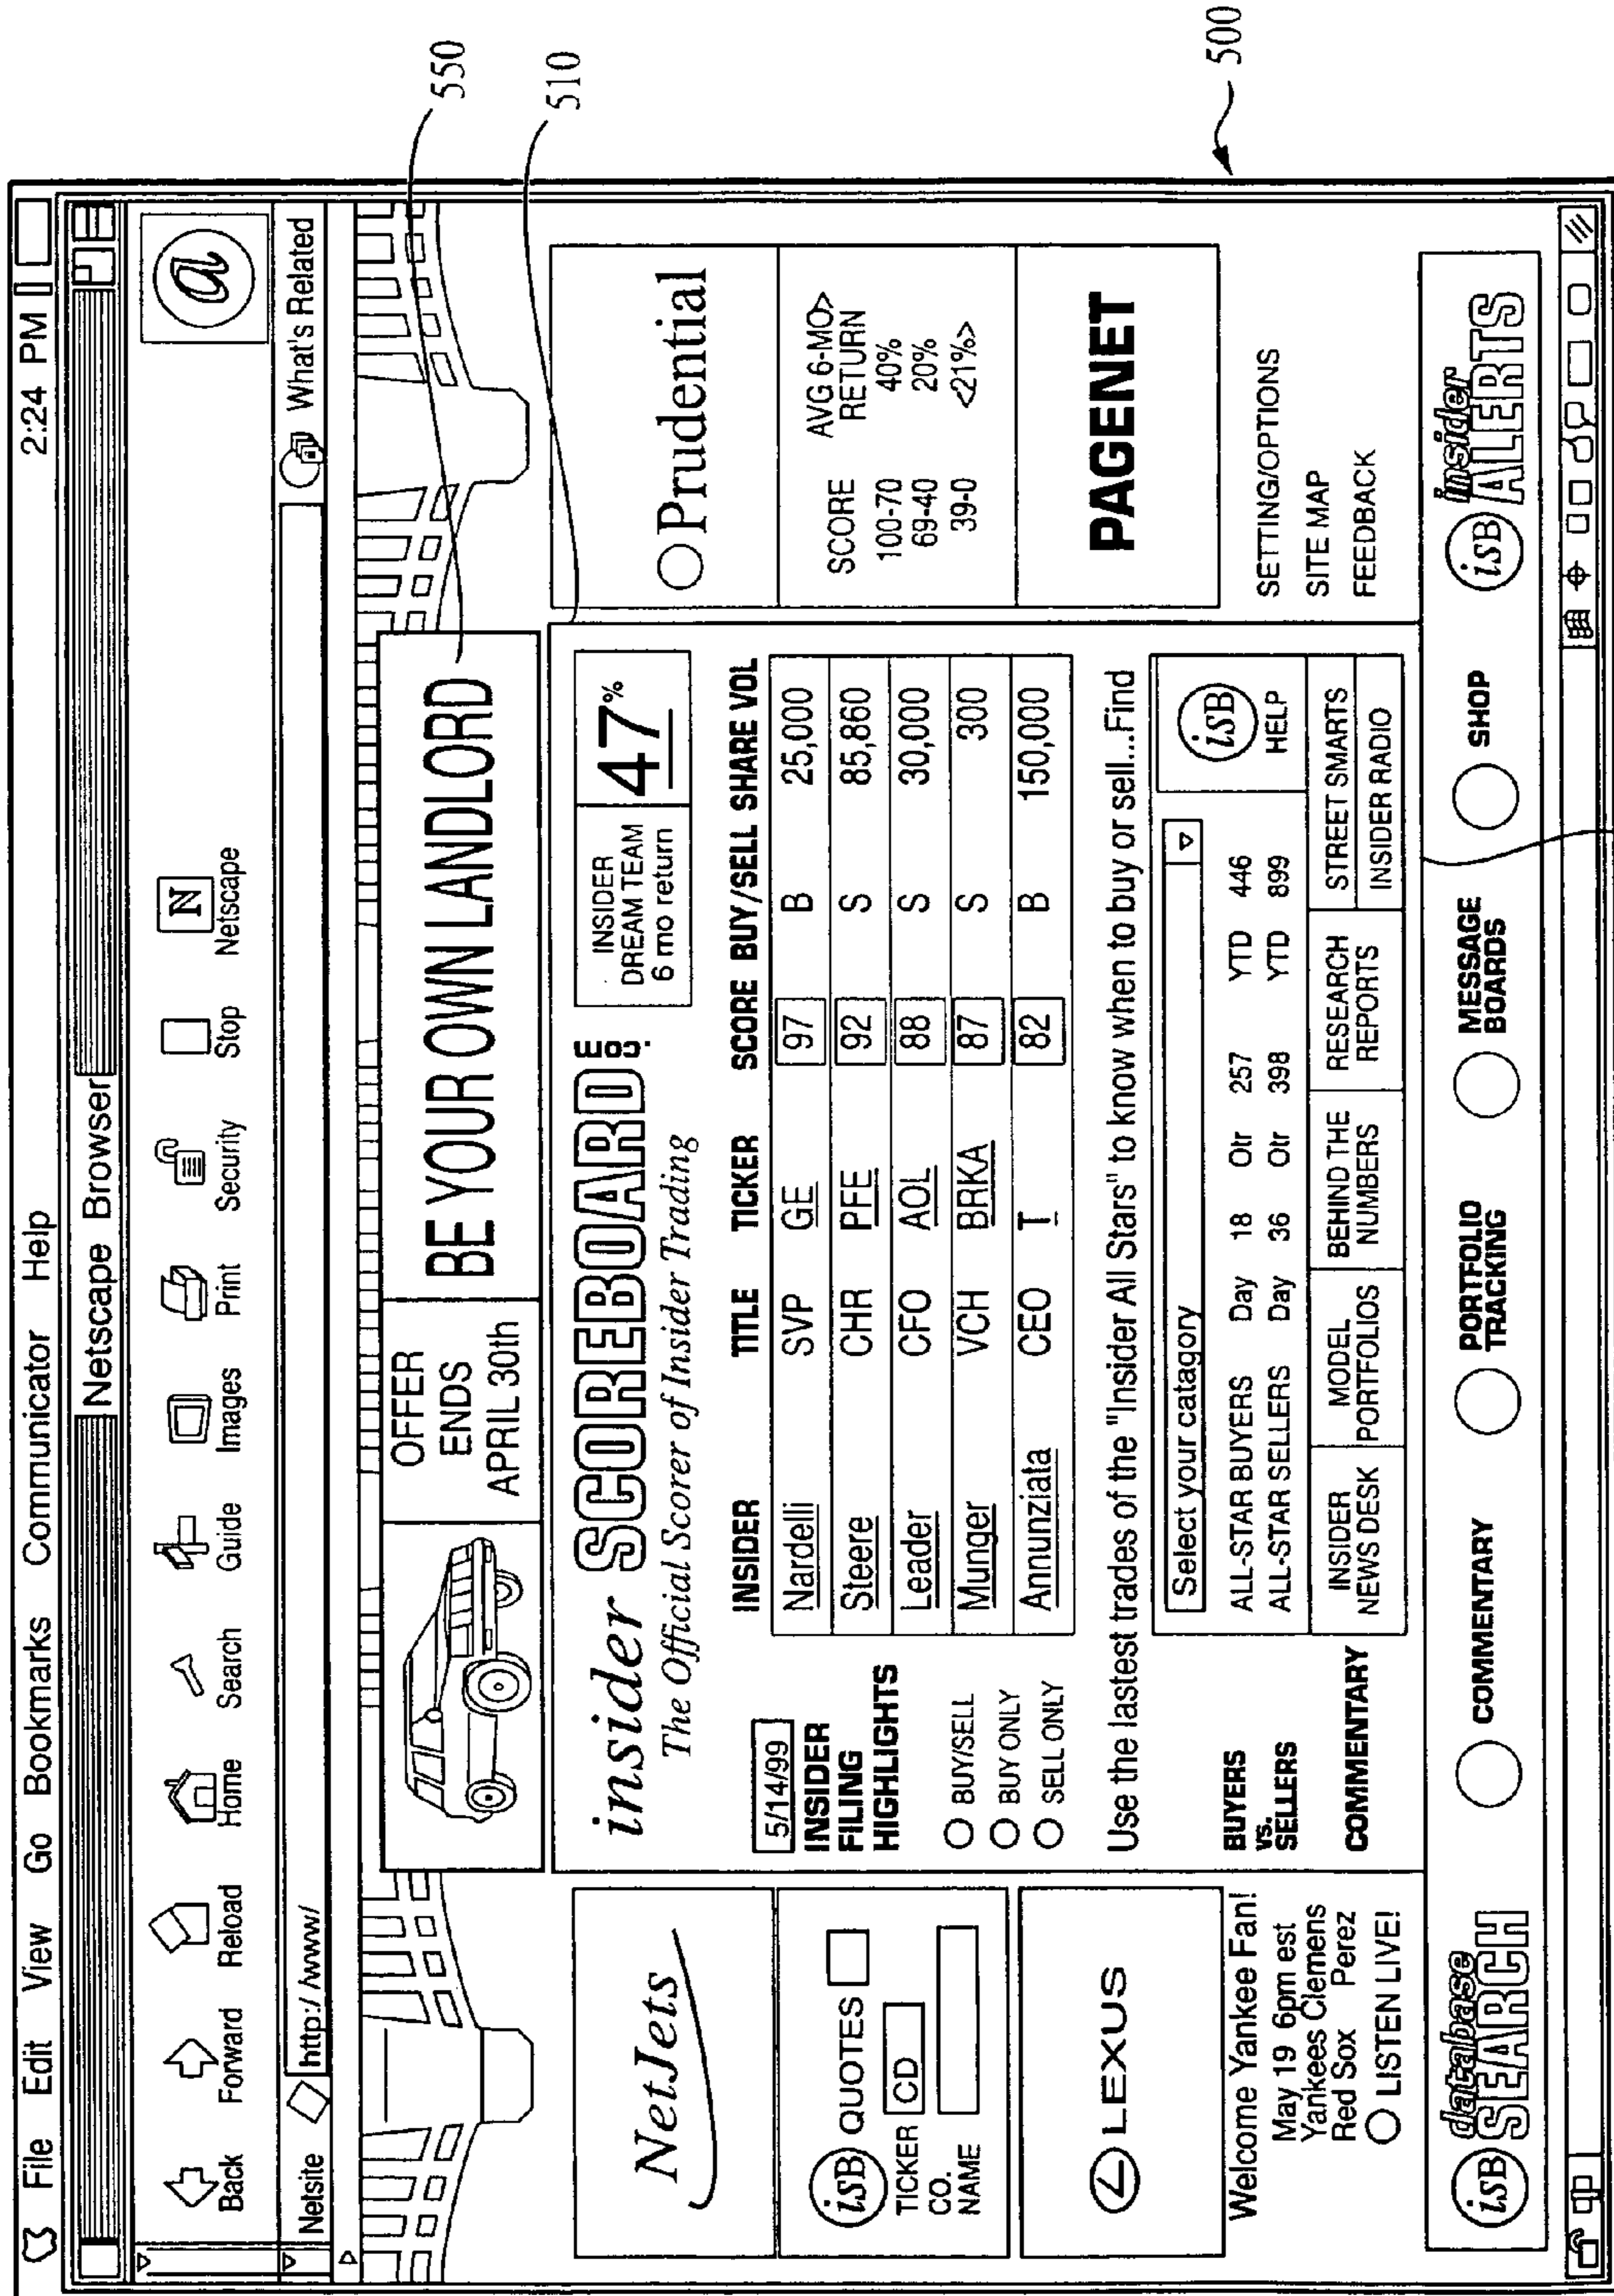 File Edit View Go Bookmarks Communicator Help 2:24 PM
Netscape Browser
Back Forward Reload Home Search Guide Images Print Security Stop Netscape
a
N
Netsite http:/ /www/ What's Related
OFFER
ENDS
APRIL 30th
BE YOUR OWN LANDLORD
550
510
500
NetJets
isB QUOTES
TICKER CD
CO.
NAME
LEXUS
Welcome Yankee Fan!
May 19 6pm est
Yankees Clemens
Red Sox Perez
LISTEN LIVE!
insider SCOREBOARD.com
The Official Scorer of Insider Trading
INSIDER
DREAM TEAM
6 mo return
47%
5/14/99
INSIDER
FILING
HIGHLIGHTS
BUY/SELL
BUY ONLY
SELL ONLY
INSIDER TITLE TICKER SCORE BUY/SELL SHARE VOL
Nardelli SVP GE 97 B 25,000
Steere CHR PFE 92 S 85,860
Leader CFO AOL 88 S 30,000
Munger VCH BRKA 87 S 300
Annunziata CEO T 82 B 150,000
Use the lastest trades of the "Insider All Stars" to know when to buy or sell...Find
Select your catagory
BUYERS
VS.
SELLERS
ALL-STAR BUYERS Day 18 Otr 257 YTD 446
ALL-STAR SELLERS Day 36 Otr 398 YTD 899
isB
HELP
COMMENTARY
INSIDER
NEWS DESK
MODEL
PORTFOLIOS
BEHIND THE
NUMBERS
RESEARCH
REPORTS
STREET SMARTS
INSIDER RADIO
Prudential
SCORE AVG 6-MO>
RETURN
100-70 40%
69-40 20%
39-0 <21%>
PAGENET
SETTING/OPTIONS
SITE MAP
FEEDBACK
isB database
SEARCH
COMMENTARY
PORTFOLIO
TRACKING
MESSAGE
BOARDS
SHOP
isB insider
ALERTS